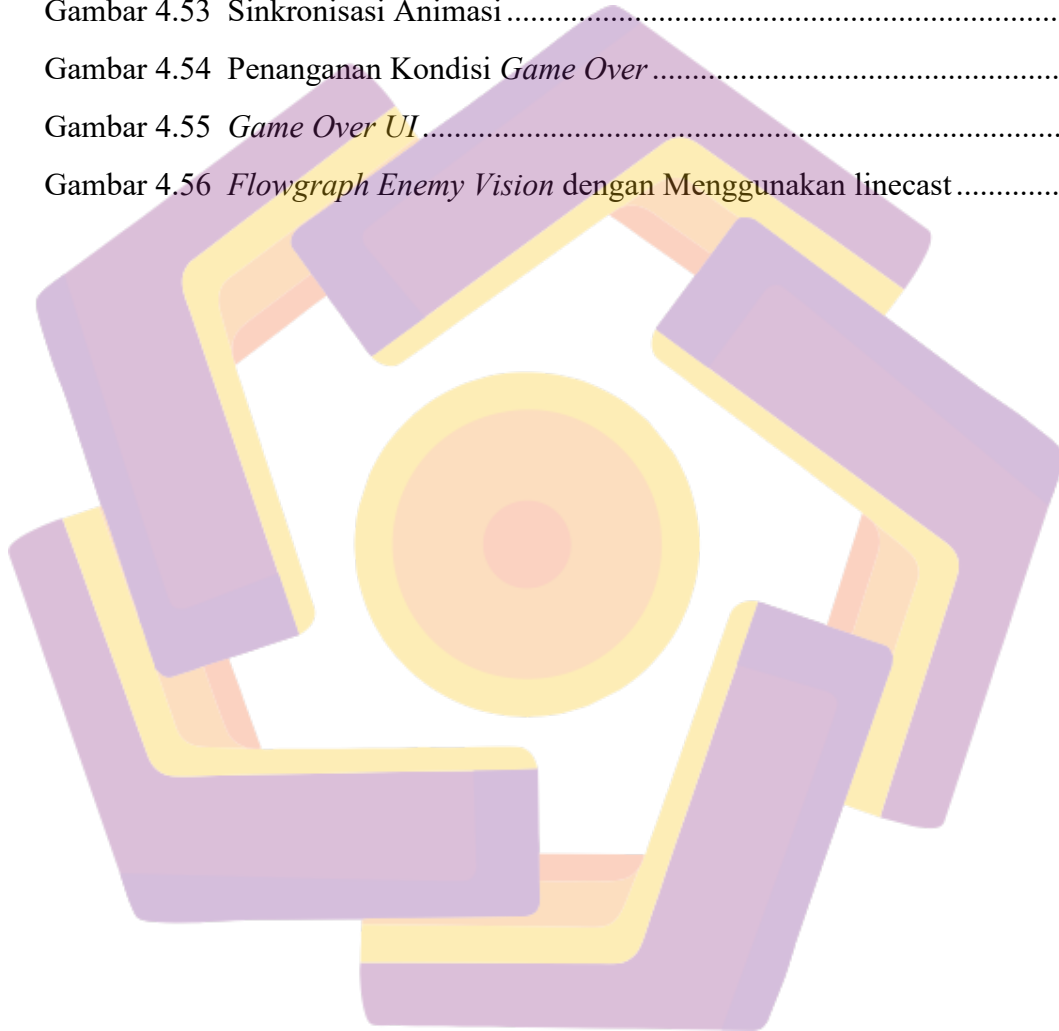 Gambar 4.53 Sinkronisasi Animasi................................................................
Gambar 4.54 Penanganan Kondisi Game Over................................................
Gambar 4.55 Game Over UI..........................................................................
Gambar 4.56 Flowgraph Enemy Vision dengan Menggunakan linecast.............